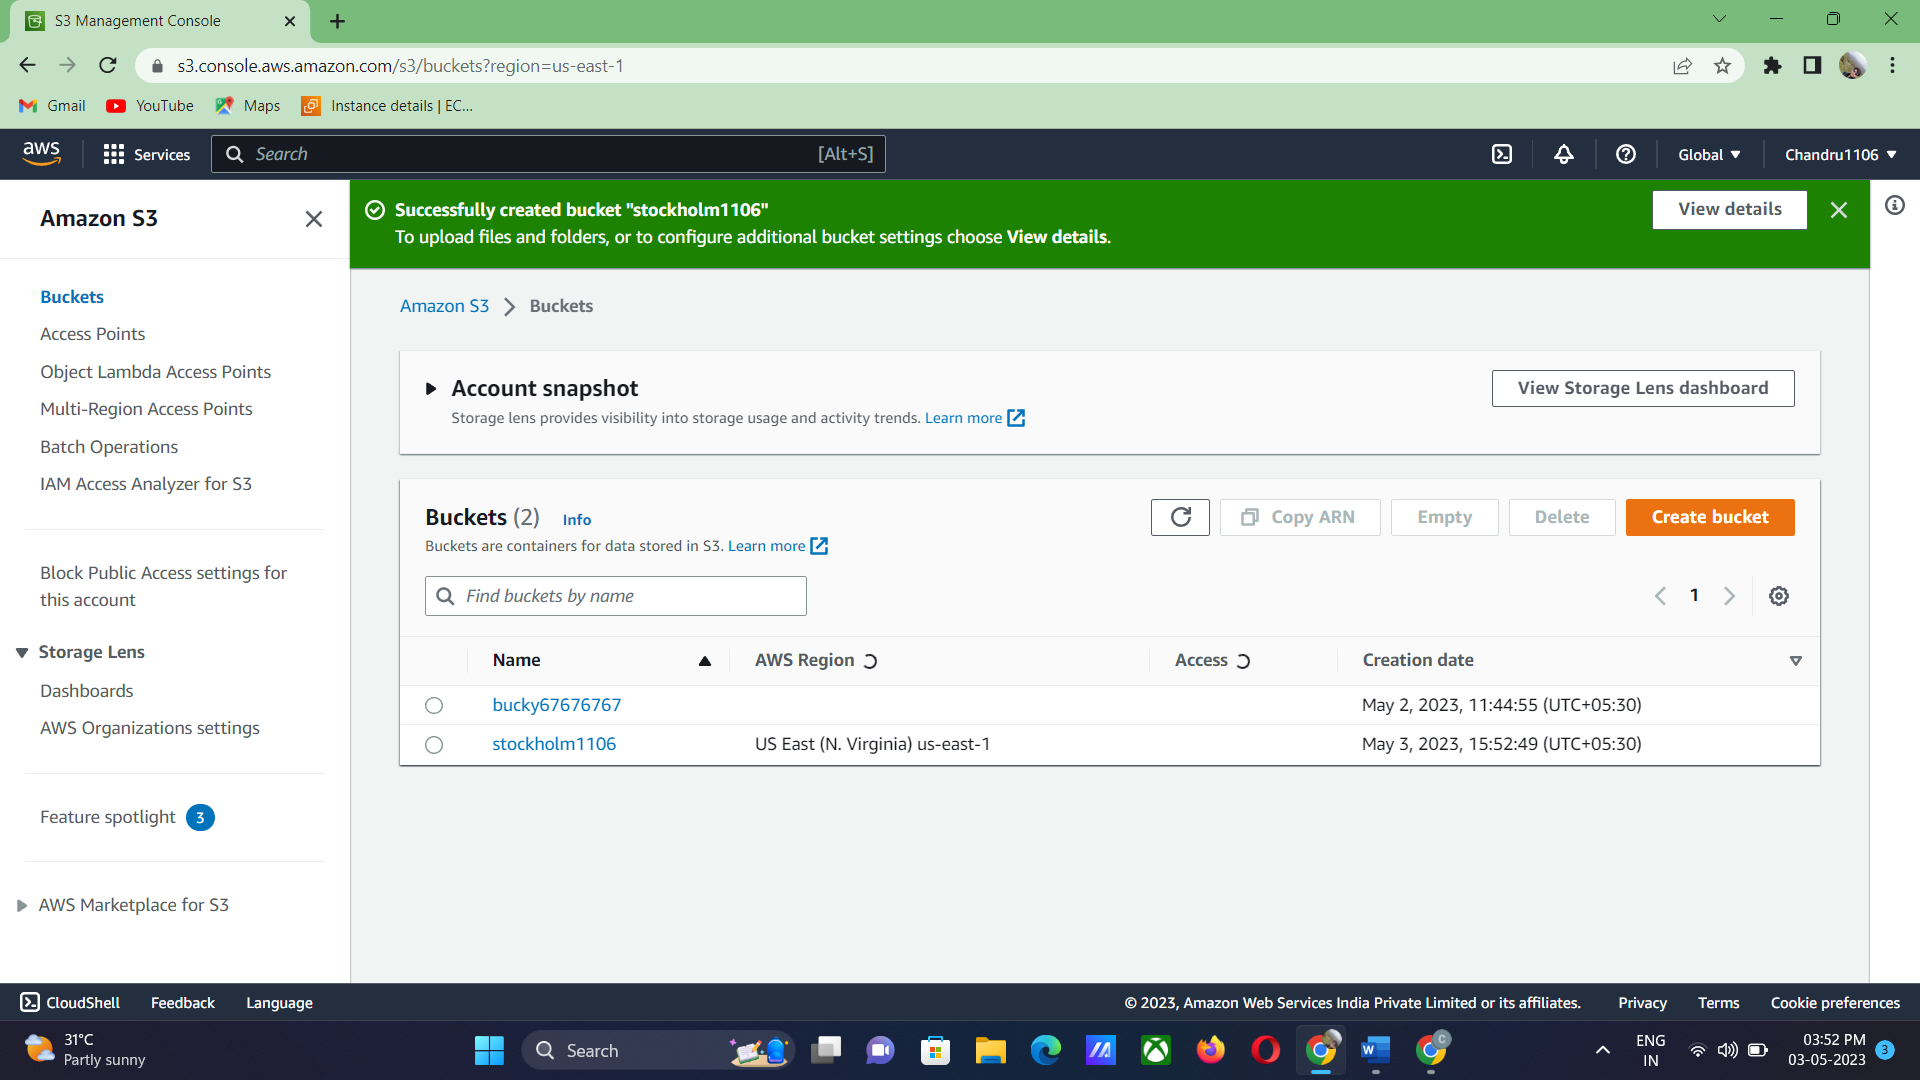 S3 Management Console
s3.console.aws.amazon.com/s3/buckets?region=us-east-1
Gmail YouTube Maps Instance details | EC...
aws Services Search [Alt+S] Global Chandru1106
Amazon S3
Buckets
Access Points
Object Lambda Access Points
Multi-Region Access Points
Batch Operations
IAM Access Analyzer for S3
Block Public Access settings for
this account
Storage Lens
Dashboards
AWS Organizations settings
Feature spotlight 3
AWS Marketplace for S3
Successfully created bucket "stockholm1106"
To upload files and folders, or to configure additional bucket settings choose View details.
View details
Amazon S3 Buckets
Account snapshot
Storage lens provides visibility into storage usage and activity trends. Learn more
View Storage Lens dashboard
Buckets (2) Info
Buckets are containers for data stored in S3. Learn more
Copy ARN Empty Delete Create bucket
Find buckets by name
1
Name AWS Region Access Creation date
bucky67676767 May 2, 2023, 11:44:55 (UTC+05:30)
stockholm1106 US East (N. Virginia) us-east-1 May 3, 2023, 15:52:49 (UTC+05:30)
CloudShell Feedback Language © 2023, Amazon Web Services India Private Limited or its affiliates. Privacy Terms Cookie preferences
31°C
Partly sunny
Search
W
C
ENG
IN
03:52 PM
03-05-2023
3